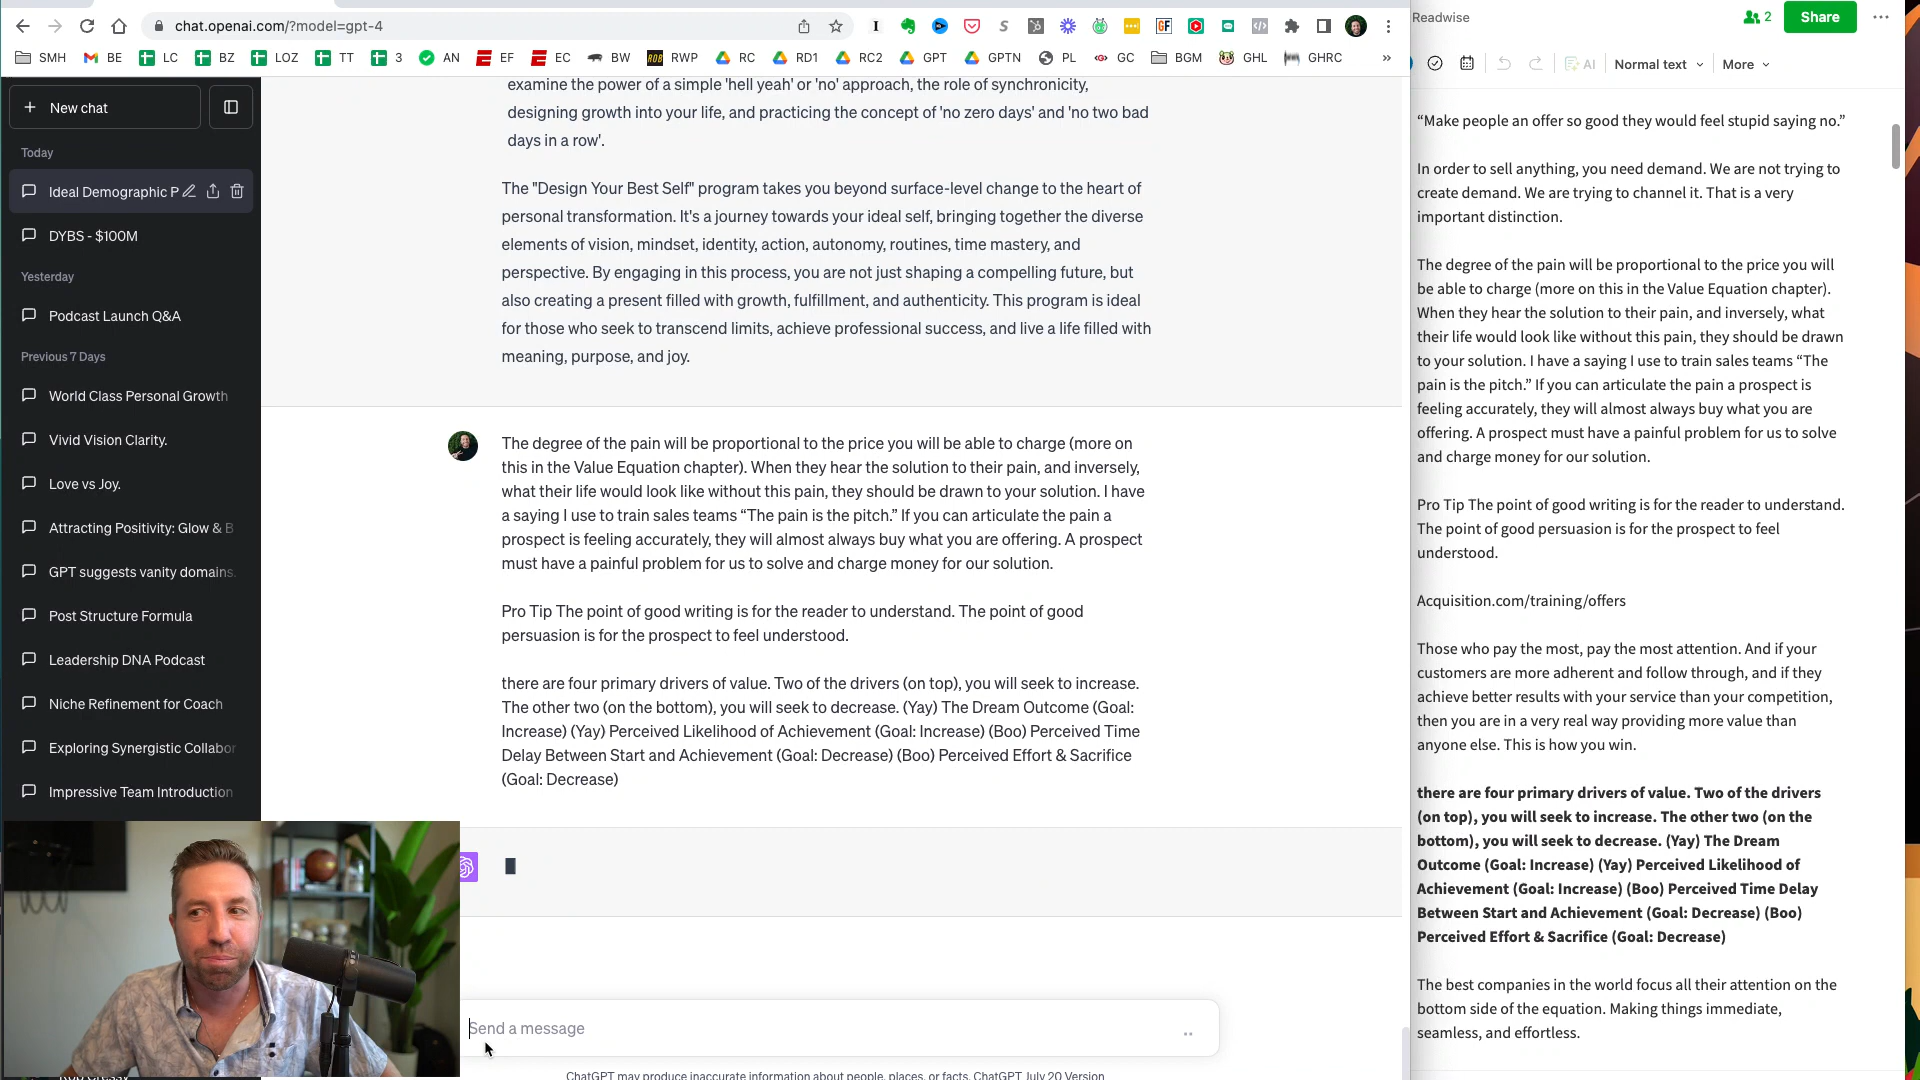 chat.openai.com/?model=gpt-4
SMH
BE
LC
BZ
LOZ
TT
3
AN
EF
EC
BW
RWP
RC
RD1
RC2
GPT
GPTN
PL
GC
BGM
GHL
GHRC
»
New chat
Today
Ideal Demographic P
DYBS - $100M
Yesterday
Podcast Launch Q&A
Previous 7 Days
World Class Personal Growth
Vivid Vision Clarity.
Love vs Joy.
Attracting Positivity: Glow & B
GPT suggests vanity domains.
Post Structure Formula
Leadership DNA Podcast
Niche Refinement for Coach
Exploring Synergistic Collabor
Impressive Team Introduction
examine the power of a simple 'hell yeah' or 'no' approach, the role of synchronicity,
designing growth into your life, and practicing the concept of 'no zero days' and 'no two bad
days in a row'.
The "Design Your Best Self" program takes you beyond surface-level change to the heart of
personal transformation. It's a journey towards your ideal self, bringing together the diverse
elements of vision, mindset, identity, action, autonomy, routines, time mastery, and
perspective. By engaging in this process, you are not just shaping a compelling future, but
also creating a present filled with growth, fulfillment, and authenticity. This program is ideal
for those who seek to transcend limits, achieve professional success, and live a life filled with
meaning, purpose, and joy.
The degree of the pain will be proportional to the price you will be able to charge (more on
this in the Value Equation chapter). When they hear the solution to their pain, and inversely,
what their life would look like without this pain, they should be drawn to your solution. I have
a saying I use to train sales teams “The pain is the pitch.” If you can articulate the pain a
prospect is feeling accurately, they will almost always buy what you are offering. A prospect
must have a painful problem for us to solve and charge money for our solution.
Pro Tip The point of good writing is for the reader to understand. The point of good
persuasion is for the prospect to feel understood.
there are four primary drivers of value. Two of the drivers (on top), you will seek to increase.
The other two (on the bottom), you will seek to decrease. (Yay) The Dream Outcome (Goal:
Increase) (Yay) Perceived Likelihood of Achievement (Goal: Increase) (Boo) Perceived Time
Delay Between Start and Achievement (Goal: Decrease) (Boo) Perceived Effort & Sacrifice
(Goal: Decrease)
Send a message
ChatGPT may produce inaccurate information about people, places, or facts. ChatGPT July 20 Version
Readwise
2
Share
AI
Normal text
More
“Make people an offer so good they would feel stupid saying no.”
In order to sell anything, you need demand. We are not trying to
create demand. We are trying to channel it. That is a very
important distinction.
The degree of the pain will be proportional to the price you will
be able to charge (more on this in the Value Equation chapter).
When they hear the solution to their pain, and inversely, what
their life would look like without this pain, they should be drawn
to your solution. I have a saying I use to train sales teams “The
pain is the pitch.” If you can articulate the pain a prospect is
feeling accurately, they will almost always buy what you are
offering. A prospect must have a painful problem for us to solve
and charge money for our solution.
Pro Tip The point of good writing is for the reader to understand.
The point of good persuasion is for the prospect to feel
understood.
Acquisition.com/training/offers
Those who pay the most, pay the most attention. And if your
customers are more adherent and follow through, and if they
achieve better results with your service than your competition,
then you are in a very real way providing more value than
anyone else. This is how you win.
there are four primary drivers of value. Two of the drivers
(on top), you will seek to increase. The other two (on the
bottom), you will seek to decrease. (Yay) The Dream
Outcome (Goal: Increase) (Yay) Perceived Likelihood of
Achievement (Goal: Increase) (Boo) Perceived Time Delay
Between Start and Achievement (Goal: Decrease) (Boo)
Perceived Effort & Sacrifice (Goal: Decrease)
The best companies in the world focus all their attention on the
bottom side of the equation. Making things immediate,
seamless, and effortless.